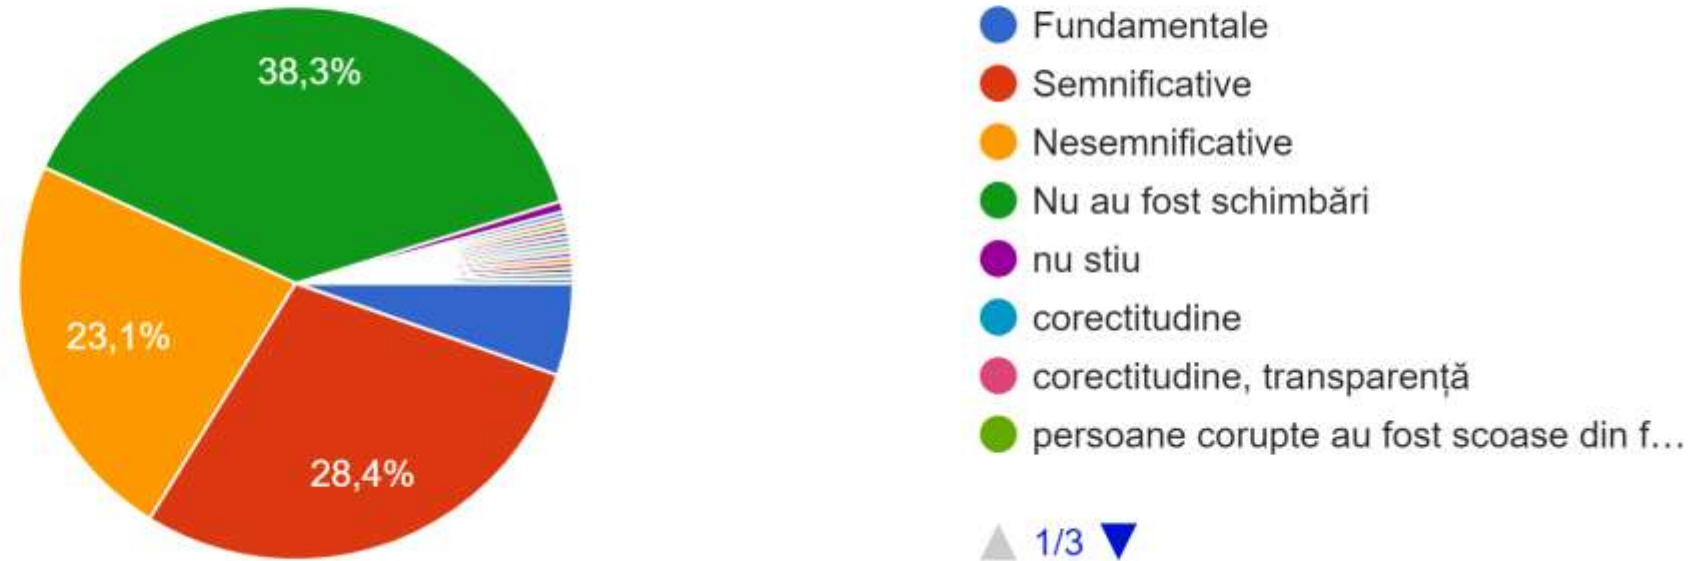 38,3%
23,1%
28,4%
Fundamentale
Semnificative
Nesemnificative
Nu au fost schimbări
nu stiu
corectitudine
corectitudine, transparență
persoane corupte au fost scoase din f...
1/3